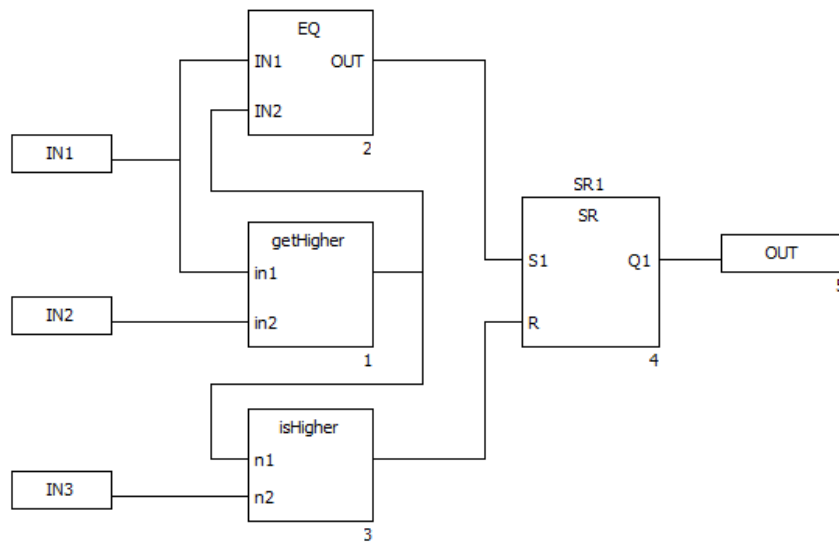 EQ
IN1 OUT
IN2
2
IN1
getHigher
in1
in2
1
IN2
isHigher
n1
n2
3
IN3
SR1
SR
S1 Q1
R
4
OUT
5